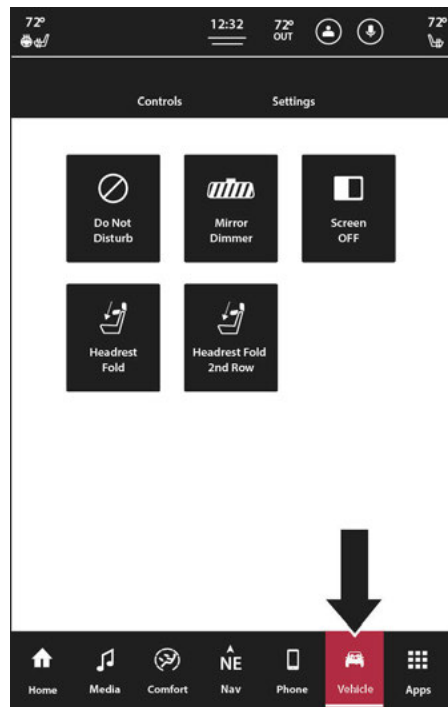 72° 12:32 72° OUT 72°
Controls Settings
Do Not Disturb
Mirror Dimmer
Screen OFF
Headrest Fold
Headrest Fold 2nd Row
NE
Home Media Comfort Nav Phone Vehicle Apps